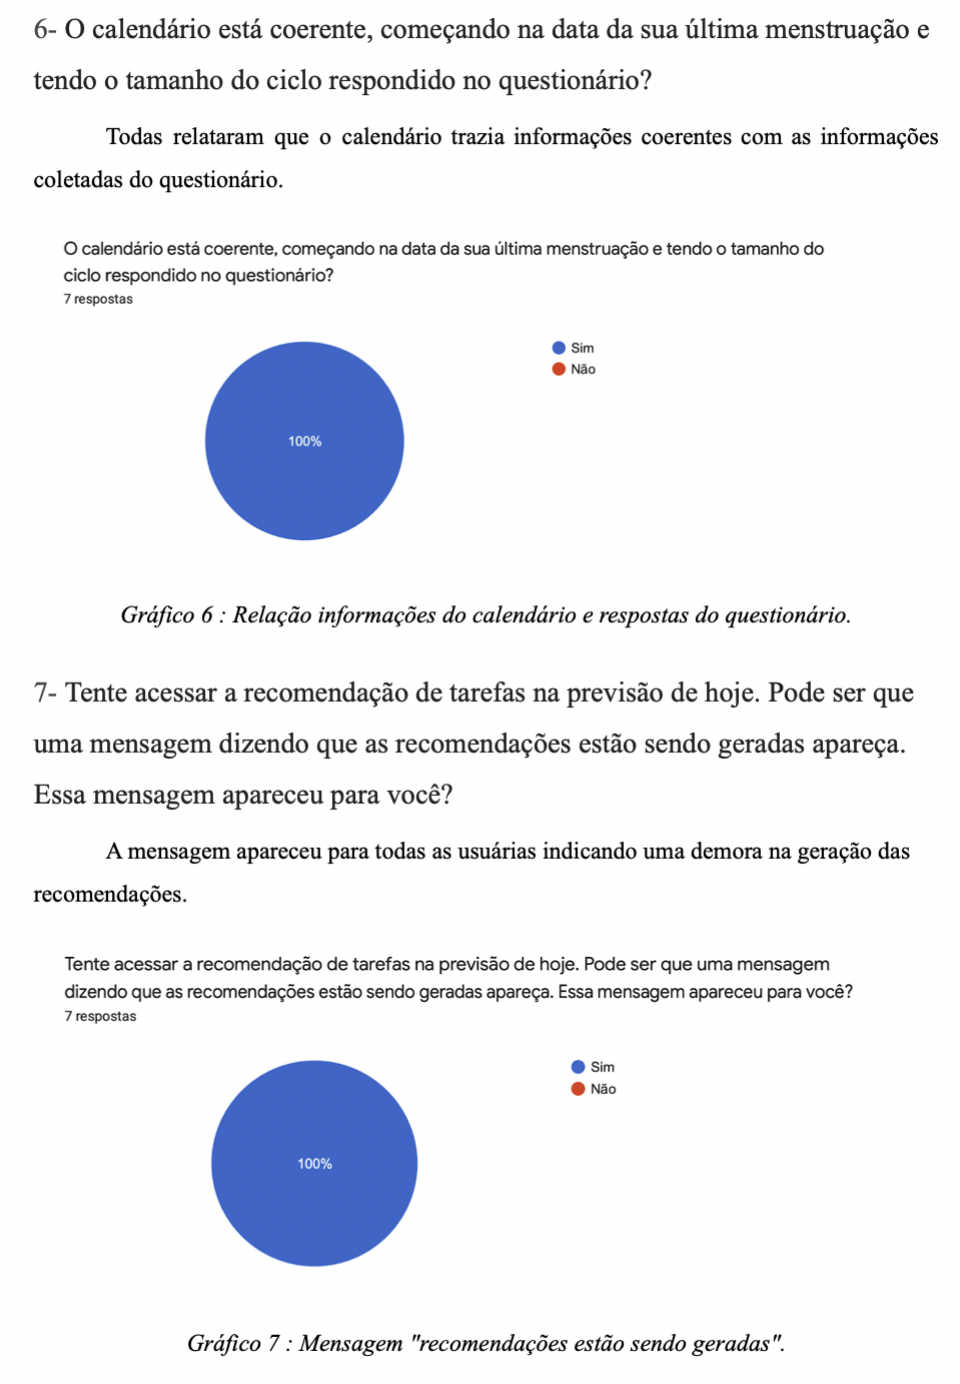 6- O calendário está coerente, começando na data da sua última menstruação e
tendo o tamanho do ciclo respondido no questionário?
Todas relataram que o calendário trazia informações coerentes com as informações
coletadas do questionário.
O calendário está coerente, começando na data da sua última menstruação e tendo o tamanho do
ciclo respondido no questionário?
7 respostas
Sim
Não
100%
Gráfico 6 : Relação informações do calendário e respostas do questionário.
7- Tente acessar a recomendação de tarefas na previsão de hoje. Pode ser que
uma mensagem dizendo que as recomendações estão sendo geradas apareça.
Essa mensagem apareceu para você?
A mensagem apareceu para todas as usuárias indicando uma demora na geração das
recomendações.
Tente acessar a recomendação de tarefas na previsão de hoje. Pode ser que uma mensagem
dizendo que as recomendações estão sendo geradas apareça. Essa mensagem apareceu para você?
7 respostas
Sim
Não
100%
Gráfico 7 : Mensagem "recomendações estão sendo geradas".